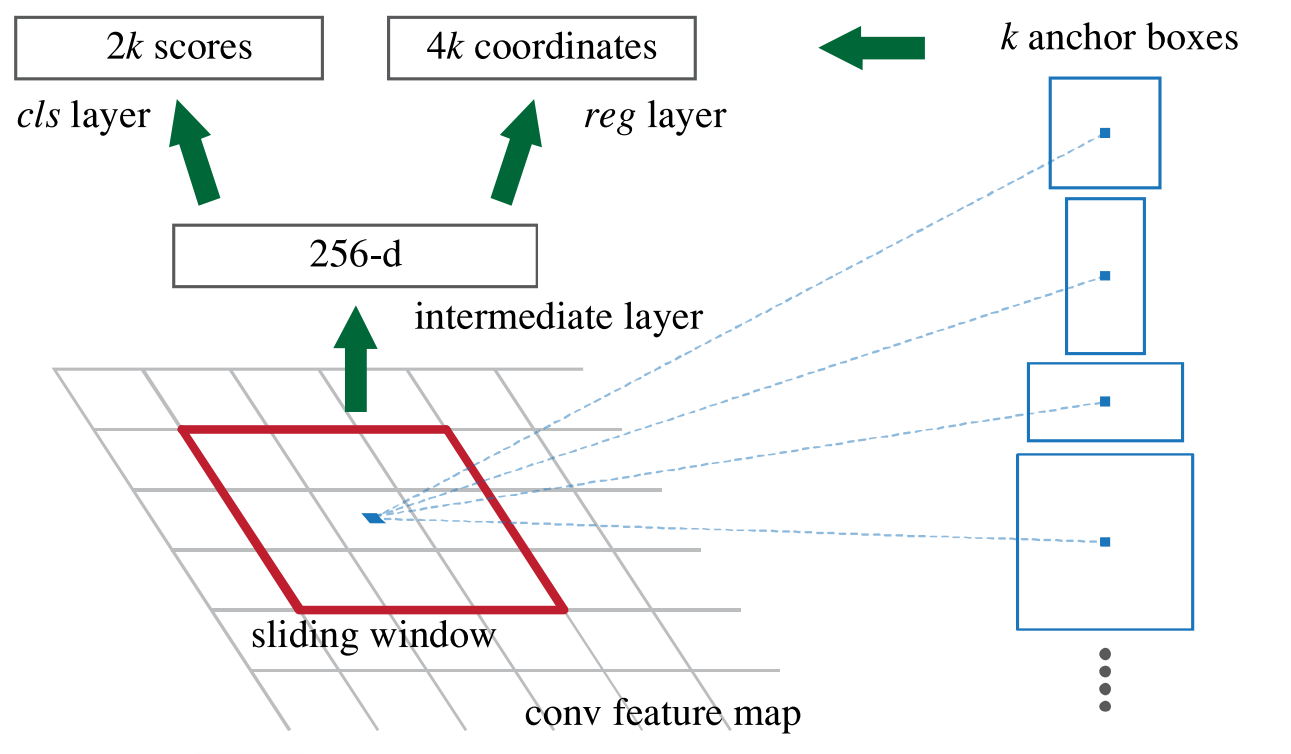 2k scores
4k coordinates
k anchor boxes
cls layer
reg layer
256-d
intermediate layer
sliding window
conv feature map